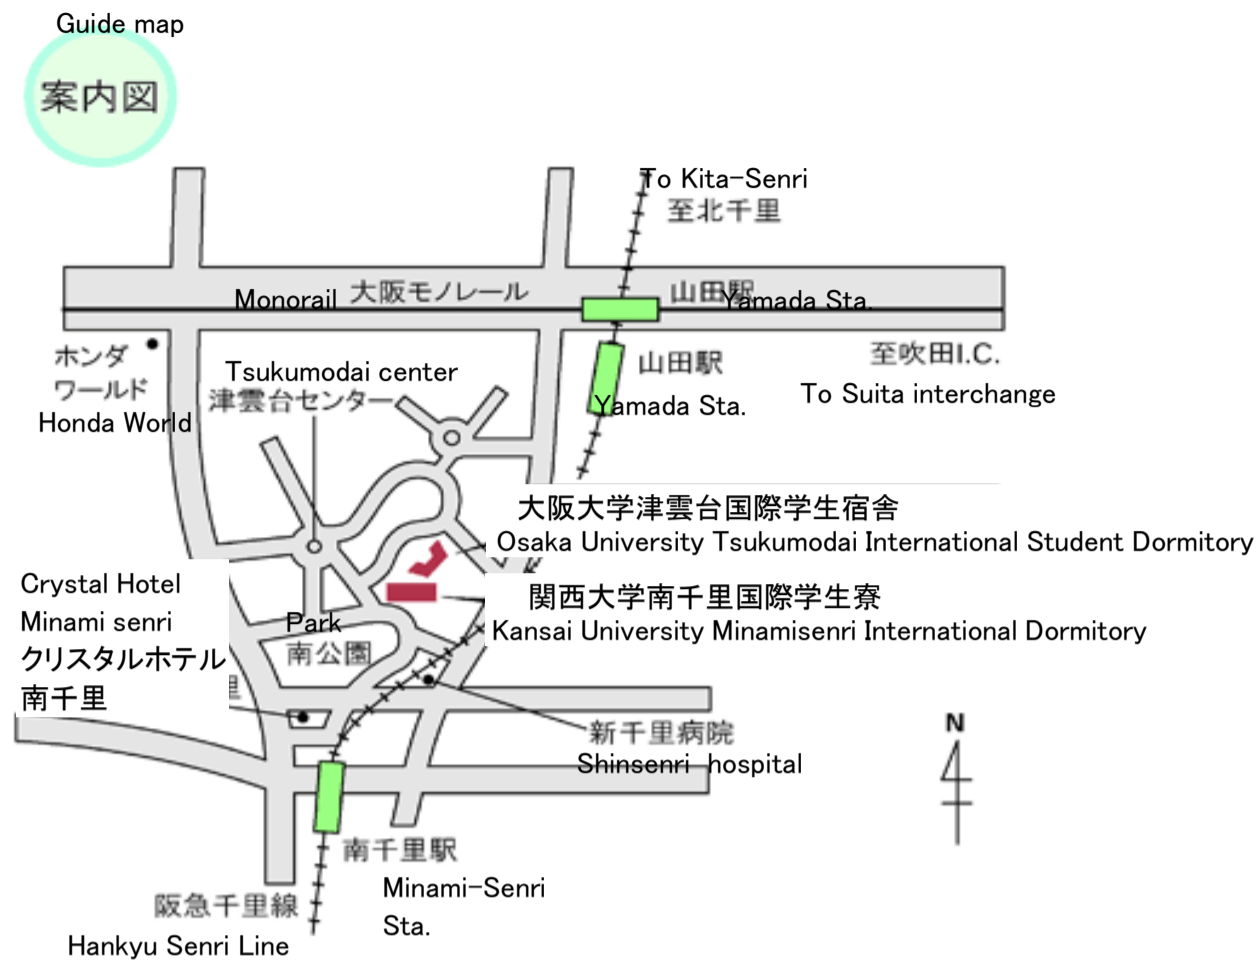 Guide map
案内図
To Kita-Senri
至北千里
Monorail
大阪モノレール
山田駅
Yamada Sta.
ホンダ
ワールド
Honda World
山田駅
Yamada Sta.
至吹田I.C.
To Suita interchange
Tsukumodai center
津雲台センター
大阪大学津雲台国際学生宿舎
Osaka University Tsukumodai International Student Dormitory
関西大学南千里国際学生寮
Kansai University Minamisenri International Dormitory
Crystal Hotel
Minami senri
クリスタルホテル
南千里
Park
南公園
里
新千里病院
Shinsenri hospital
N
南千里駅
Minami-Senri
Sta.
阪急千里線
Hankyu Senri Line